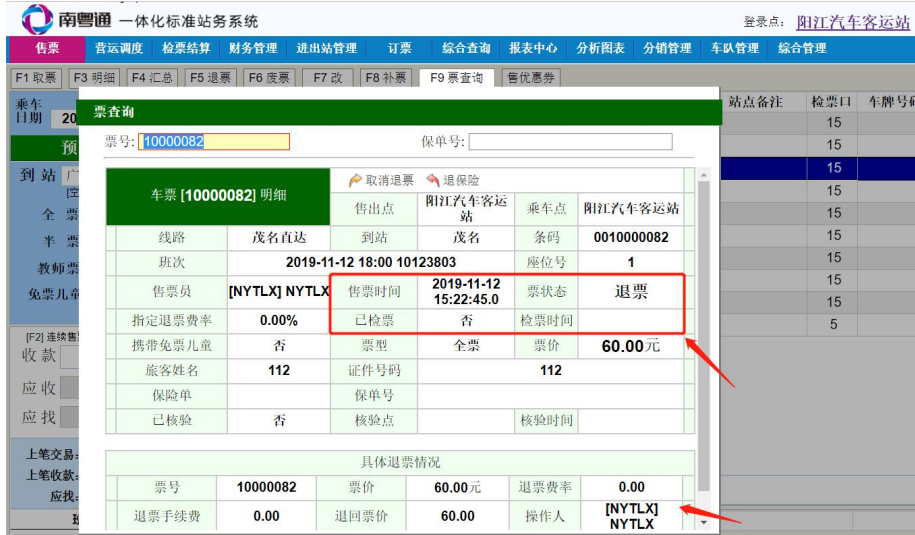 南粤通 一体化标准站务系统 登录点： 阳江汽车客运站
售票 营运调度 检票结算 财务管理 进出站管理 订票 综合查询 报表中心 分析图表 分销管理 车队管理 综合管理
F1 取票 F3 明细 F4 汇总 F5 退票 F6 废票 F7 改 F8 补票 F9 票查询 售优惠券
乘车日期 20
预
到 站 广
[空
全 票
半 票
教师票
免票儿童
[F2] 连续售
收 款
应 收
应 找
上笔交易:
上笔收款:
应找:
票查询
票号: 10000082 保单号:
车票 [10000082] 明细 取消退票 退保险
售出点 阳江汽车客运站 乘车点 阳江汽车客运站
线路 茂名直达 到站 茂名 条码 0010000082
班次 2019-11-12 18:00 10123803 座位号 1
售票员 [NYTLX] NYTLX 售票时间 2019-11-12 15:22:45.0 票状态 退票
指定退票费率 0.00% 已检票 否 检票时间
携带免票儿童 否 票型 全票 票价 60.00元
旅客姓名 112 证件号码 112
保险单 保单号
已核验 否 核验点 核验时间
具体退票情况
票号 10000082 票价 60.00元 退票费率 0.00
退票手续费 0.00 退回票价 60.00 操作人 [NYTLX] NYTLX
站点备注 检票口 车牌号码
15
15
15
15
15
15
15
15
15
5